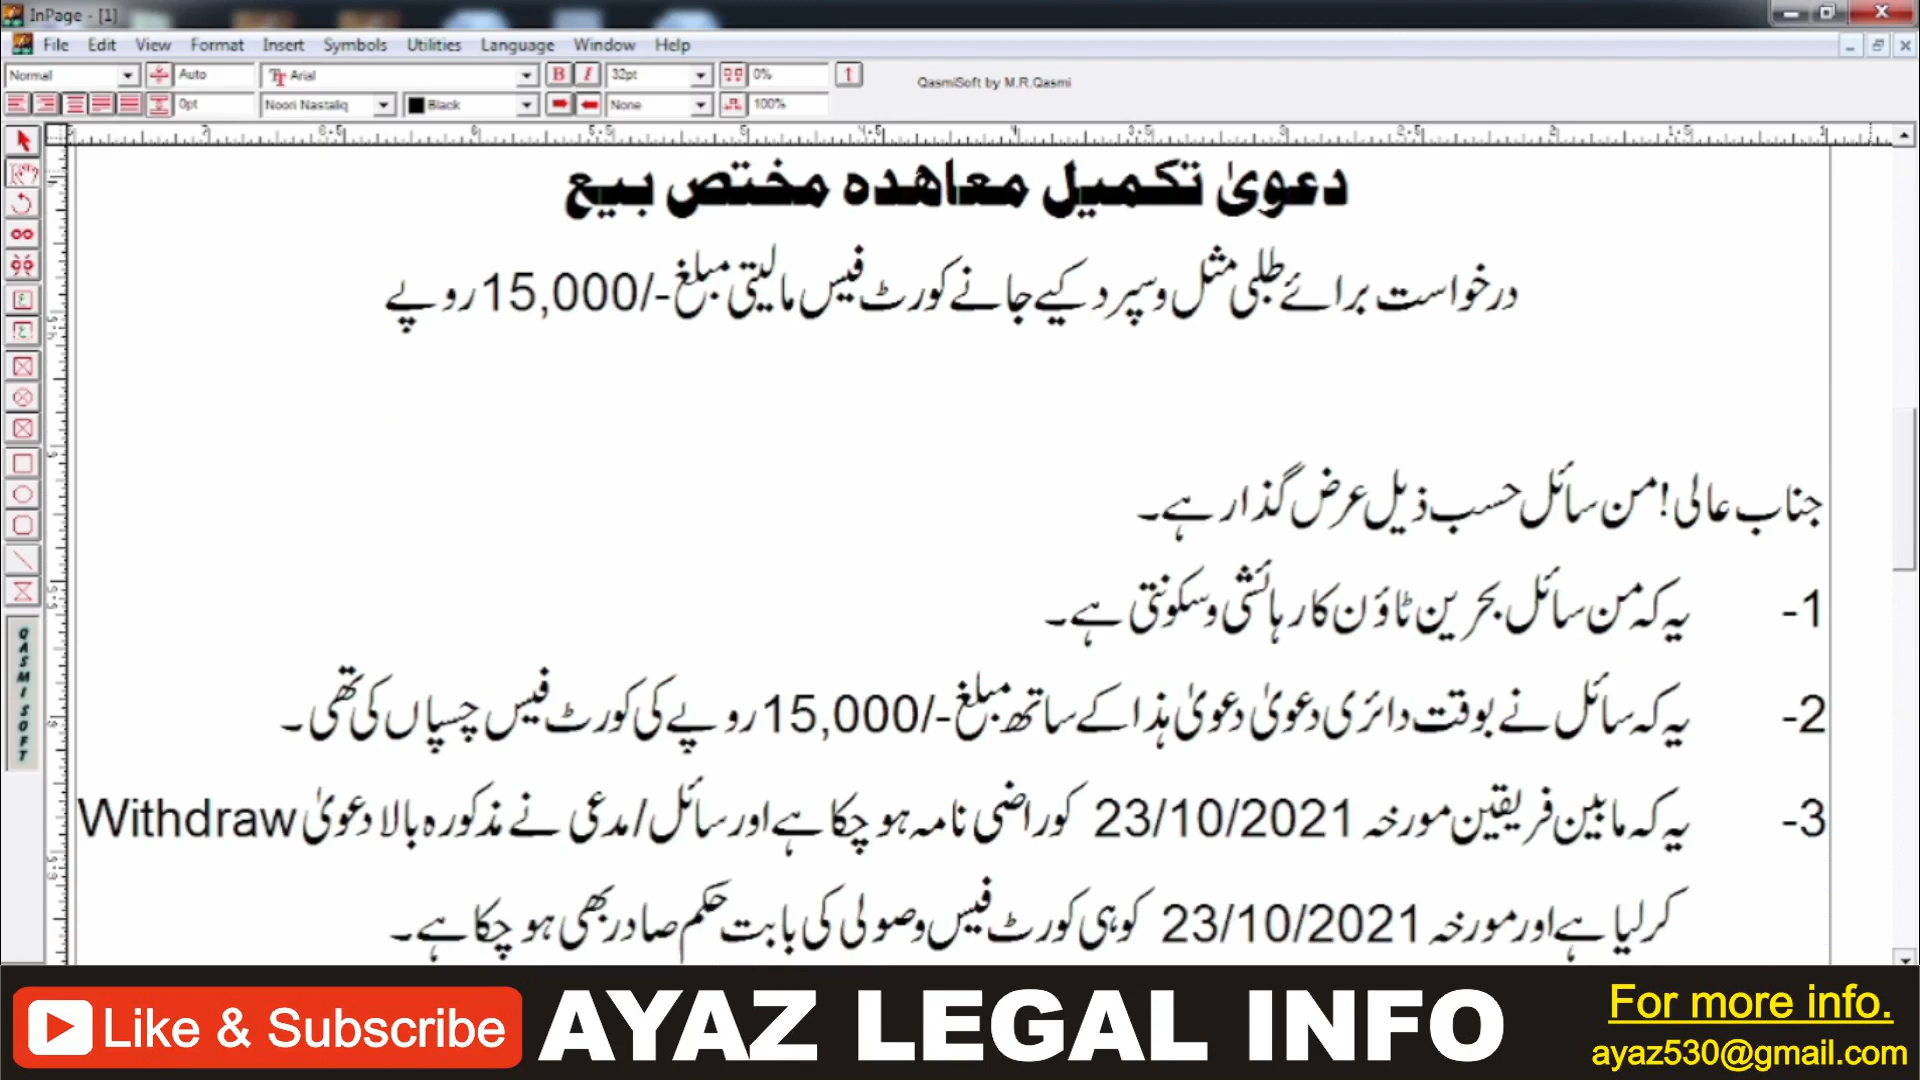 InPage - [1]
File Edit View Format Insert Symbols Utilities Language Window Help
Normal Auto Arial B I 32pt 0% QasmiSoft by M.R.Qasmi
0pt Noori Nastaliq Black None 100%
دعویٰ تکمیل معاہدہ مختص بیع
درخواست برائے طلبی مثل و سپرد کیے جانے کورٹ فیس مالیتی مبلغ -/15,000 روپے
جناب عالی! من سائل حسب ذیل عرض گذار ہے۔
1- یہ کہ من سائل بحرین ٹاؤن کا رہائشی و سکونتی ہے۔
2- یہ کہ سائل نے بوقت دائری دعویٰ دعویٰ ہذا کے ساتھ مبلغ -/15,000 روپے کی کورٹ فیس چسپاں کی تھی۔
3- یہ کہ مابین فریقین مورخہ 23/10/2021 کو راضی نامہ ہو چکا ہے اور سائل/مدعی نے مذکورہ بالا دعویٰ Withdraw
کر لیا ہے اور مورخہ 23/10/2021 کو ہی کورٹ فیس وصولی کی بابت حکم صادر بھی ہو چکا ہے۔
QASMI SOFT
Like & Subscribe
AYAZ LEGAL INFO
For more info.
ayaz530@gmail.com